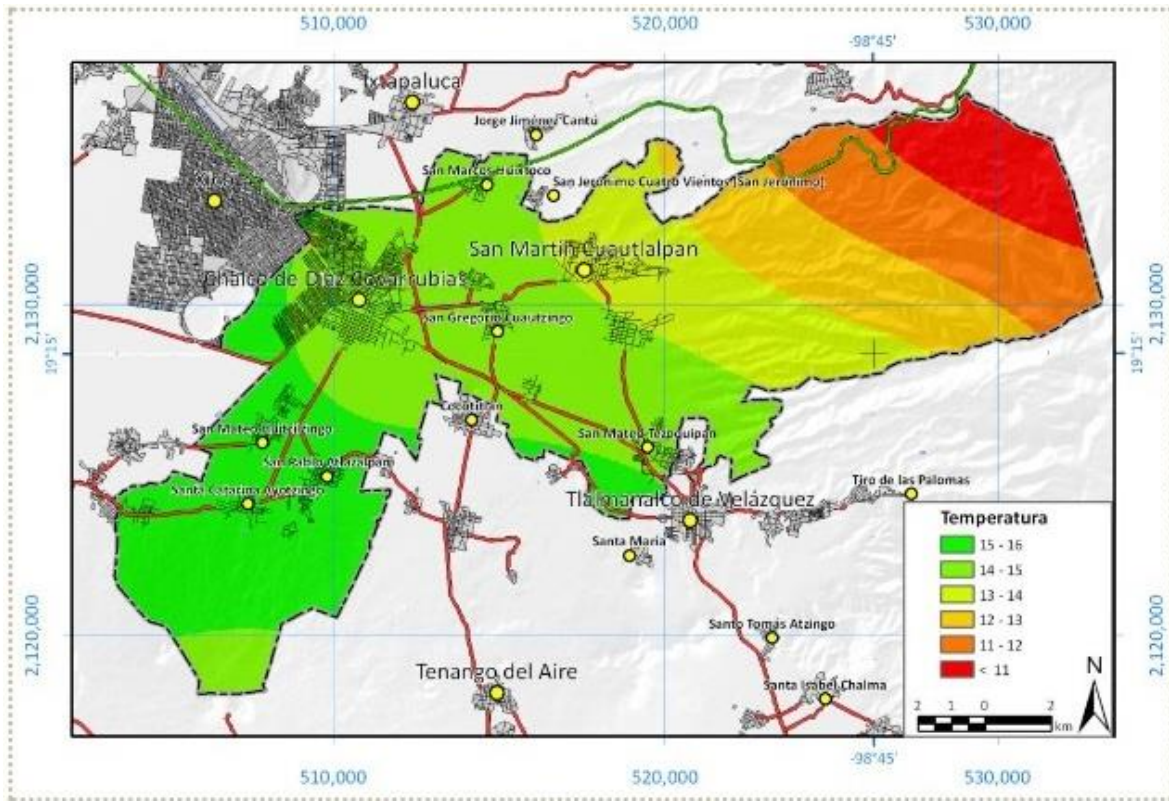 510,000
520,000
530,000
-98°45'
Ixtapaluca
Jorge Jiménez Cantú
San Marcos Huixtoco
San Jerónimo Cuatro Vientos [San Jerónimo]
Xico
San Martín Cuautlalpan
Chalco de Díaz Covarrubias
San Gregorio Cuautzingo
2,130,000
2,130,000
19°15'
19°15'
Cocotitlán
San Mateo Huitzilzingo
San Mateo Tezoquipan
San Pablo Atlazalpan
Santa Catarina Ayotzingo
Tiro de las Palomas
Tlalmanalco de Velázquez
Santa María
Temperatura
15 - 16
14 - 15
13 - 14
12 - 13
11 - 12
< 11
Santo Tomás Atzingo
2,120,000
2,120,000
Tenango del Aire
Santa Isabel Chalma
N
2 1 0 2
km
510,000
520,000
-98°45'
530,000